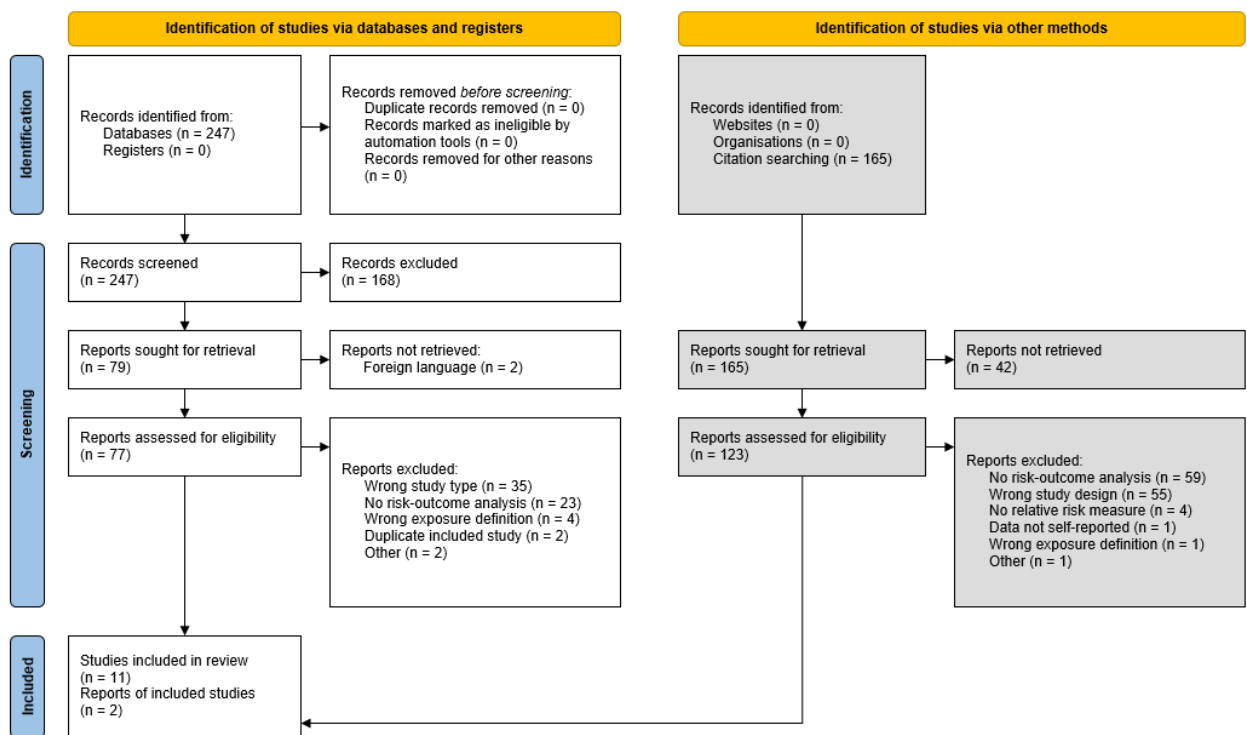 Identification of studies via databases and registers
Identification of studies via other methods
Identification
Records identified from:
Databases (n = 247)
Registers (n = 0)
Records removed before screening:
Duplicate records removed (n = 0)
Records marked as ineligible by
automation tools (n = 0)
Records removed for other reasons
(n = 0)
Records identified from:
Websites (n = 0)
Organisations (n = 0)
Citation searching (n = 165)
Screening
Records screened
(n = 247)
Records excluded
(n = 168)
Reports sought for retrieval
(n = 79)
Reports not retrieved:
Foreign language (n = 2)
Reports sought for retrieval
(n = 165)
Reports not retrieved
(n = 42)
Reports assessed for eligibility
(n = 77)
Reports excluded:
Wrong study type (n = 35)
No risk-outcome analysis (n = 23)
Wrong exposure definition (n = 4)
Duplicate included study (n = 2)
Other (n = 2)
Reports assessed for eligibility
(n = 123)
Reports excluded:
No risk-outcome analysis (n = 59)
Wrong study design (n = 55)
No relative risk measure (n = 4)
Data not self-reported (n = 1)
Wrong exposure definition (n = 1)
Other (n = 1)
Included
Studies included in review
(n = 11)
Reports of included studies
(n = 2)